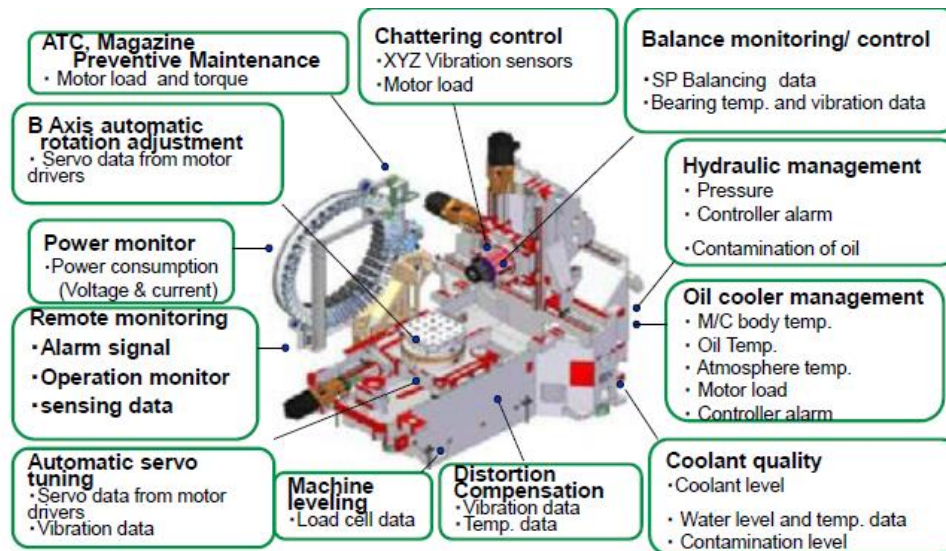 ATC, Magazine
Preventive Maintenance
・Motor load and torque
Chattering control
・XYZ Vibration sensors
・Motor load
Balance monitoring/ control
・SP Balancing data
・Bearing temp. and vibration data
B Axis automatic
rotation adjustment
・Servo data from motor
drivers
Hydraulic management
・Pressure
・Controller alarm
・Contamination of oil
Power monitor
・Power consumption
(Voltage & current)
Oil cooler management
・M/C body temp.
・Oil Temp.
・Atmosphere temp.
・Motor load
・Controller alarm
Remote monitoring
・Alarm signal
・Operation monitor
・sensing data
Automatic servo
tuning
・Servo data from motor
drivers
・Vibration data
Machine
leveling
・Load cell data
Distortion
Compensation
・Vibration data
・Temp. data
Coolant quality
・Coolant level
・Water level and temp. data
・Contamination level